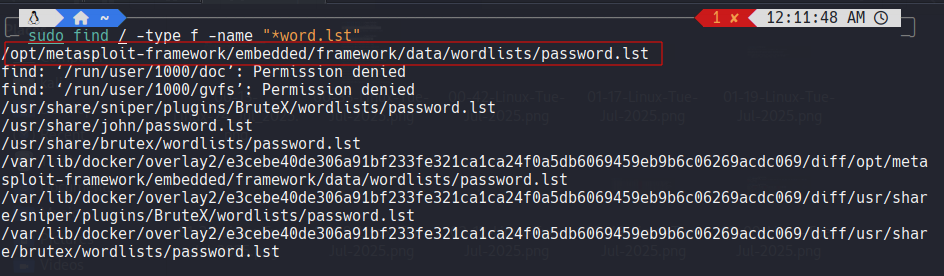 ~ 1 ✘ 12:11:48 AM
sudo find / -type f -name "*word.lst"
/opt/metasploit-framework/embedded/framework/data/wordlists/password.lst
find: ‘/run/user/1000/doc’: Permission denied
find: ‘/run/user/1000/gvfs’: Permission denied
/usr/share/sniper/plugins/BruteX/wordlists/password.lst
/usr/share/john/password.lst
/usr/share/brutex/wordlists/password.lst
/var/lib/docker/overlay2/e3cebe40de306a91bf233fe321ca1ca24f0a5db6069459eb9b6c06269acdc069/diff/opt/meta
sploit-framework/embedded/framework/data/wordlists/password.lst
/var/lib/docker/overlay2/e3cebe40de306a91bf233fe321ca1ca24f0a5db6069459eb9b6c06269acdc069/diff/usr/shar
e/sniper/plugins/BruteX/wordlists/password.lst
/var/lib/docker/overlay2/e3cebe40de306a91bf233fe321ca1ca24f0a5db6069459eb9b6c06269acdc069/diff/usr/shar
e/brutex/wordlists/password.lst